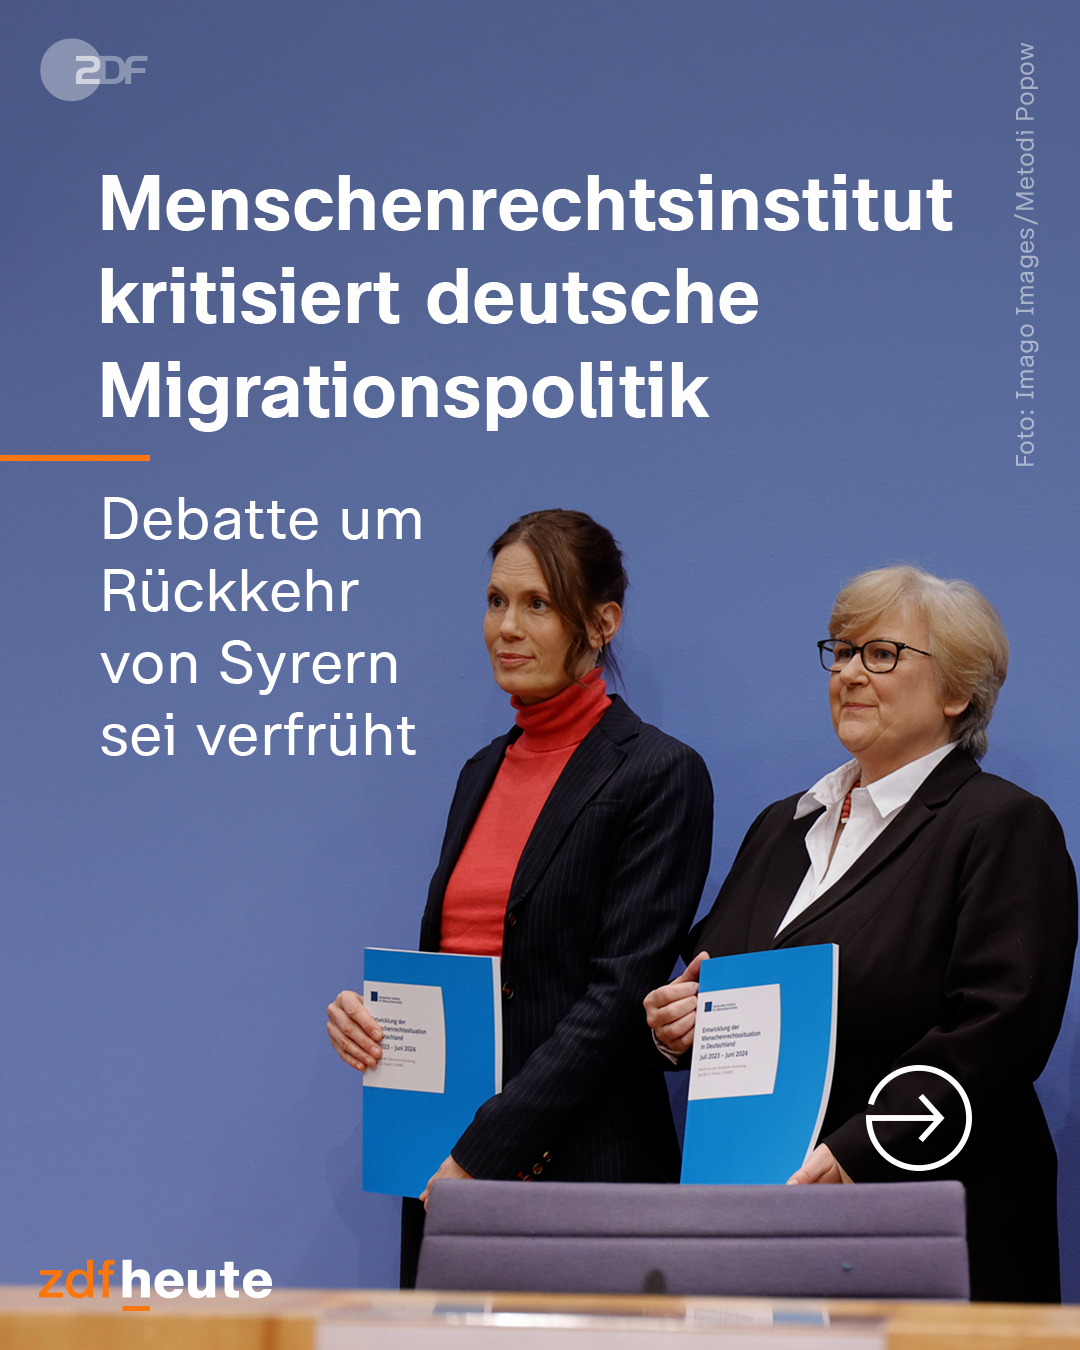 ZDF
Foto: Imago Images/Metodi Popow
Menschenrechtsinstitut
kritisiert deutsche
Migrationspolitik
Debatte um
Rückkehr
von Syrern
sei verfrüht
Entwicklung der
Menschenrechtssituation
in Deutschland
Juli 2023 – Juni 2024
zdfheute